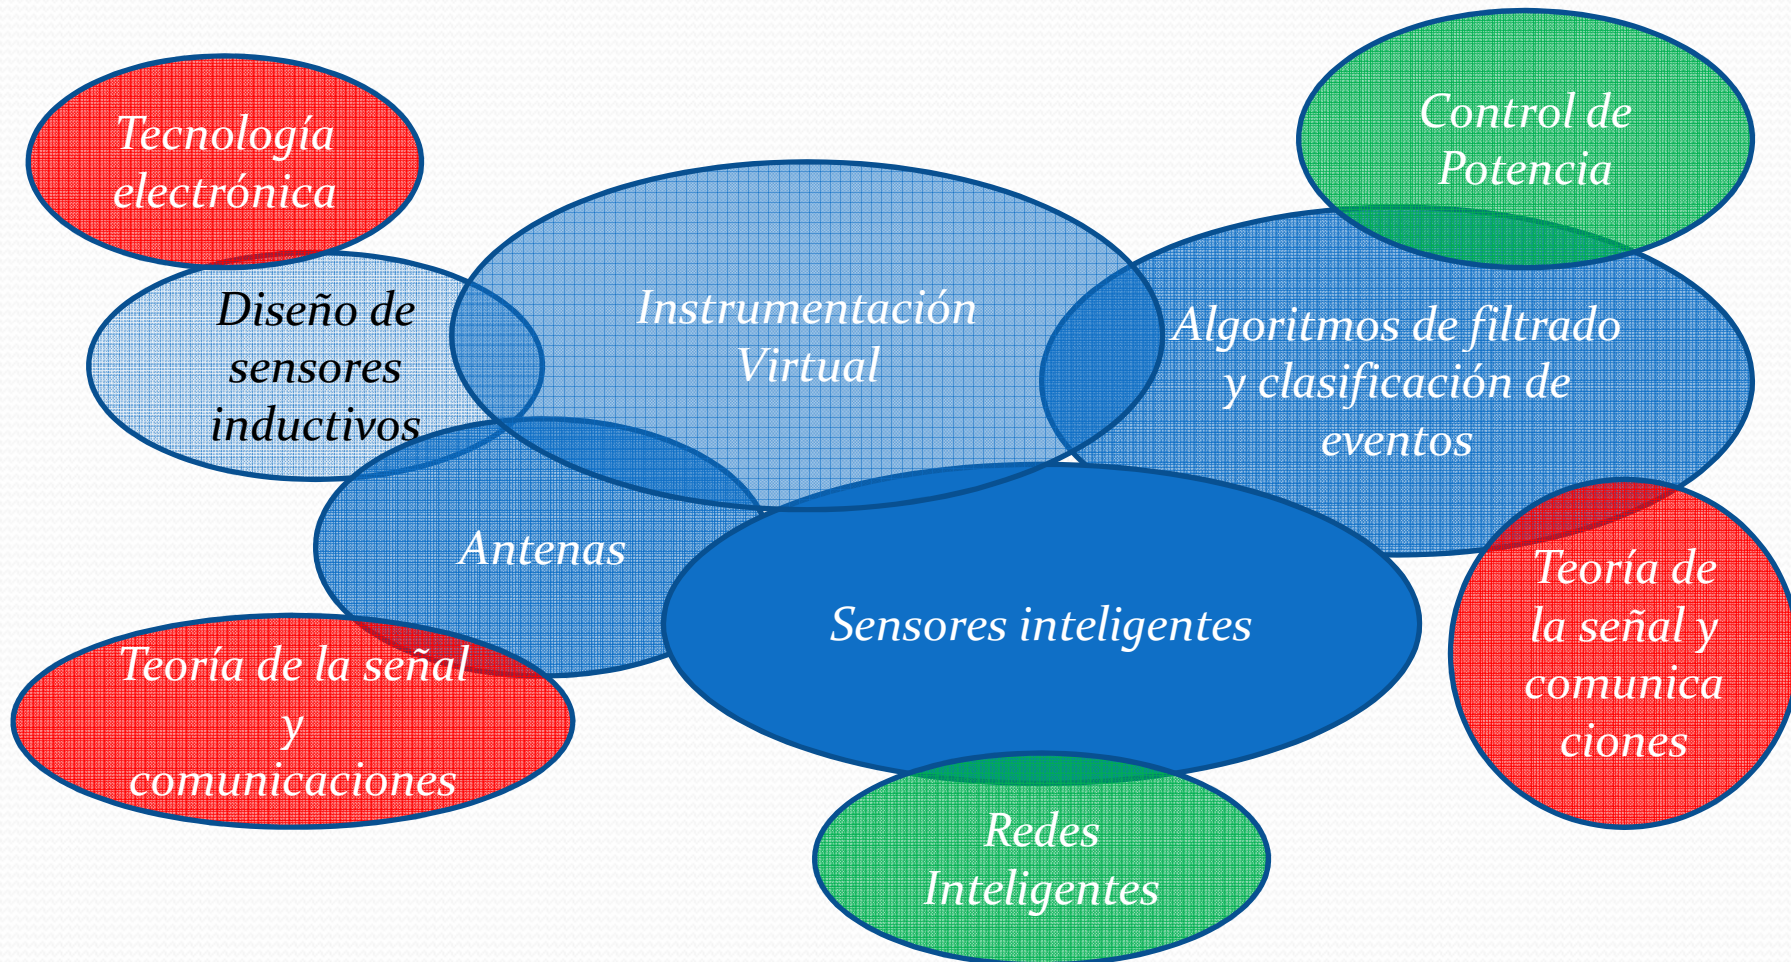 Tecnología
electrónica
Control de
Potencia
Diseño de
sensores
inductivos
Instrumentación
Virtual
Algoritmos de filtrado
y clasificación de
eventos
Antenas
Sensores inteligentes
Teoría de
la señal y
comunica
ciones
Teoría de la señal
y
comunicaciones
Redes
Inteligentes